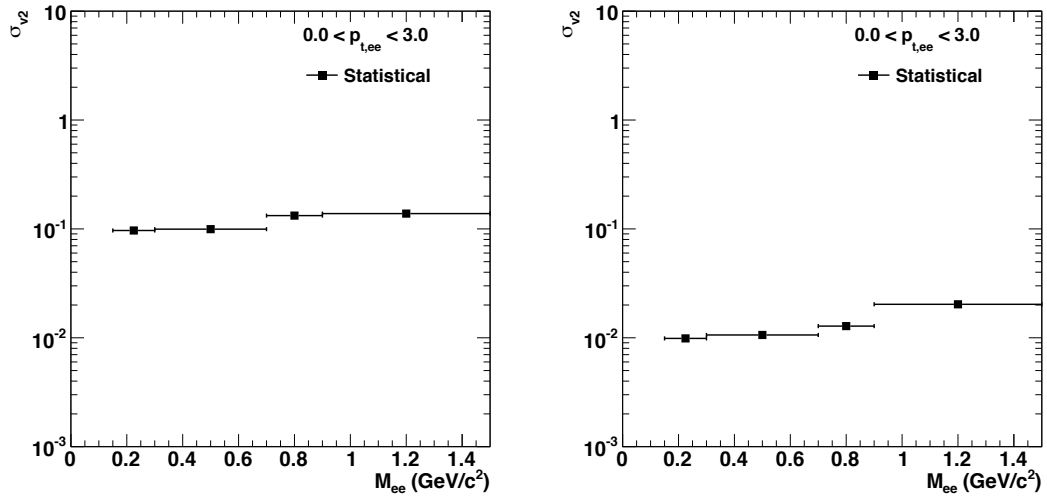 σv2
10
1
10-1
10-2
10-3
0.0 < pt,ee < 3.0
Statistical
0 0.2 0.4 0.6 0.8 1 1.2 1.4
Mee (GeV/c2)
σv2
10
1
10-1
10-2
10-3
0.0 < pt,ee < 3.0
Statistical
0 0.2 0.4 0.6 0.8 1 1.2 1.4
Mee (GeV/c2)